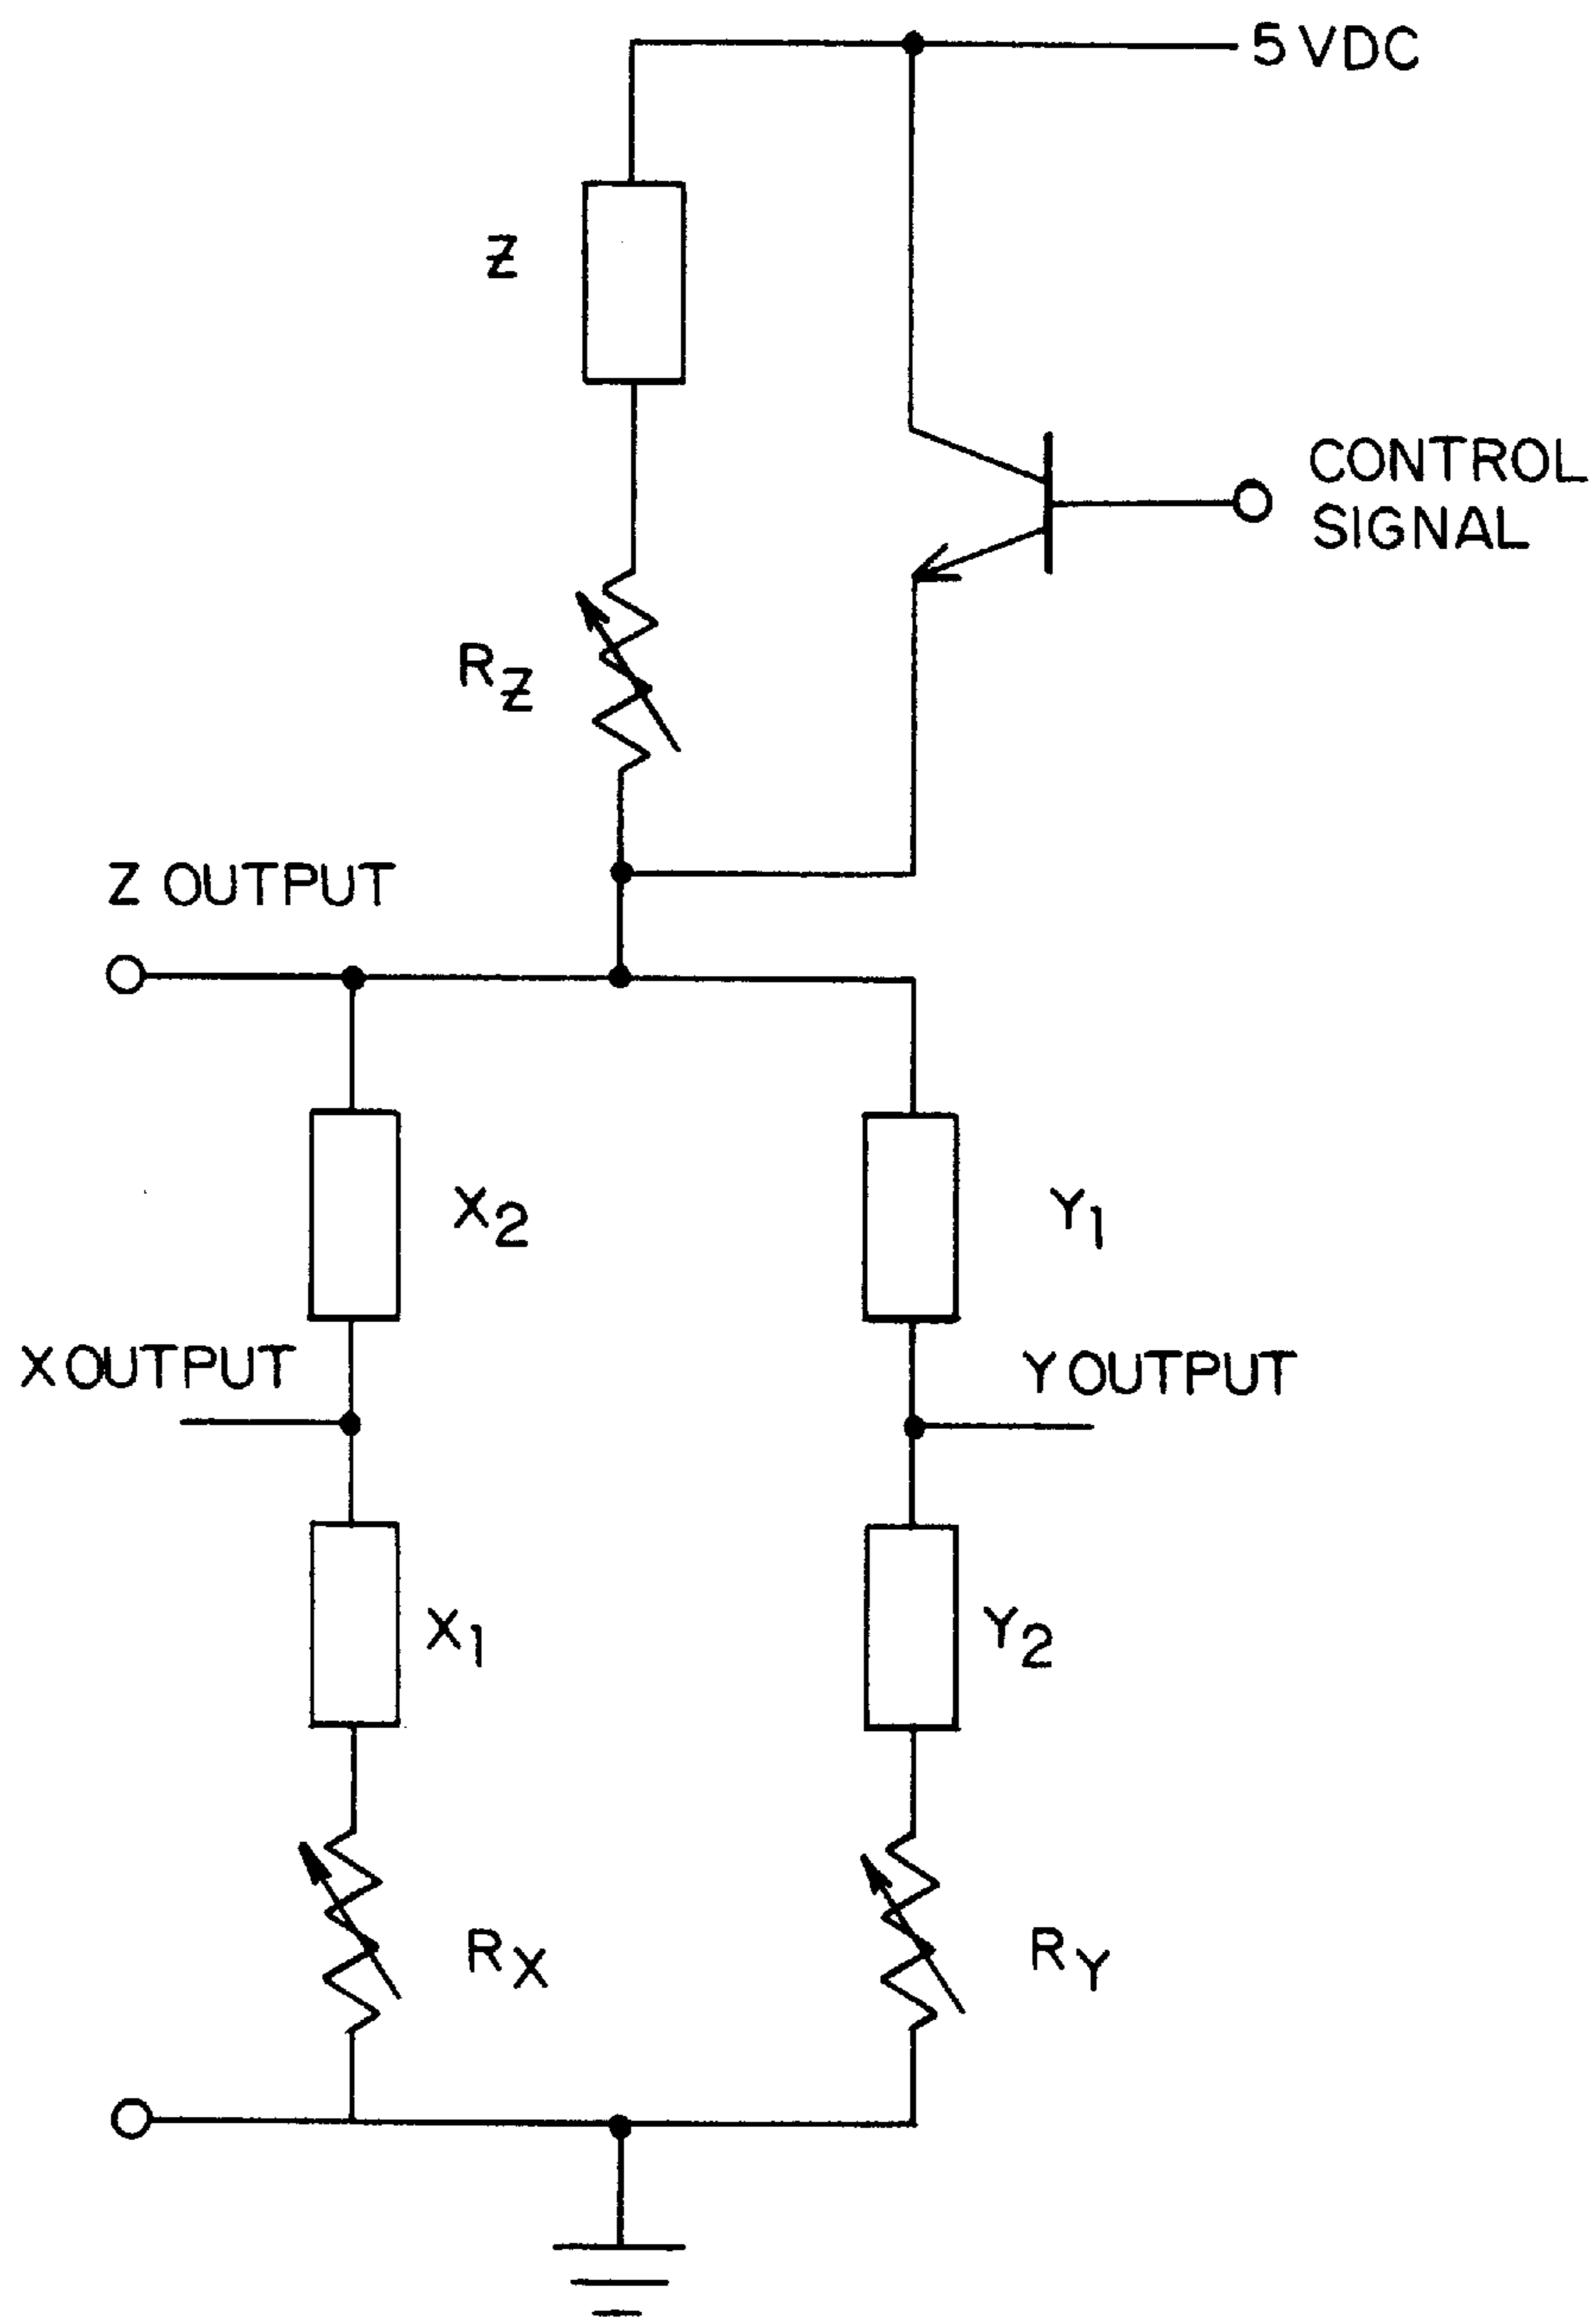 5 VDC
Z
CONTROL
SIGNAL
RZ
Z OUTPUT
X2
Y1
X OUTPUT
Y OUTPUT
X1
Y2
RX
RY